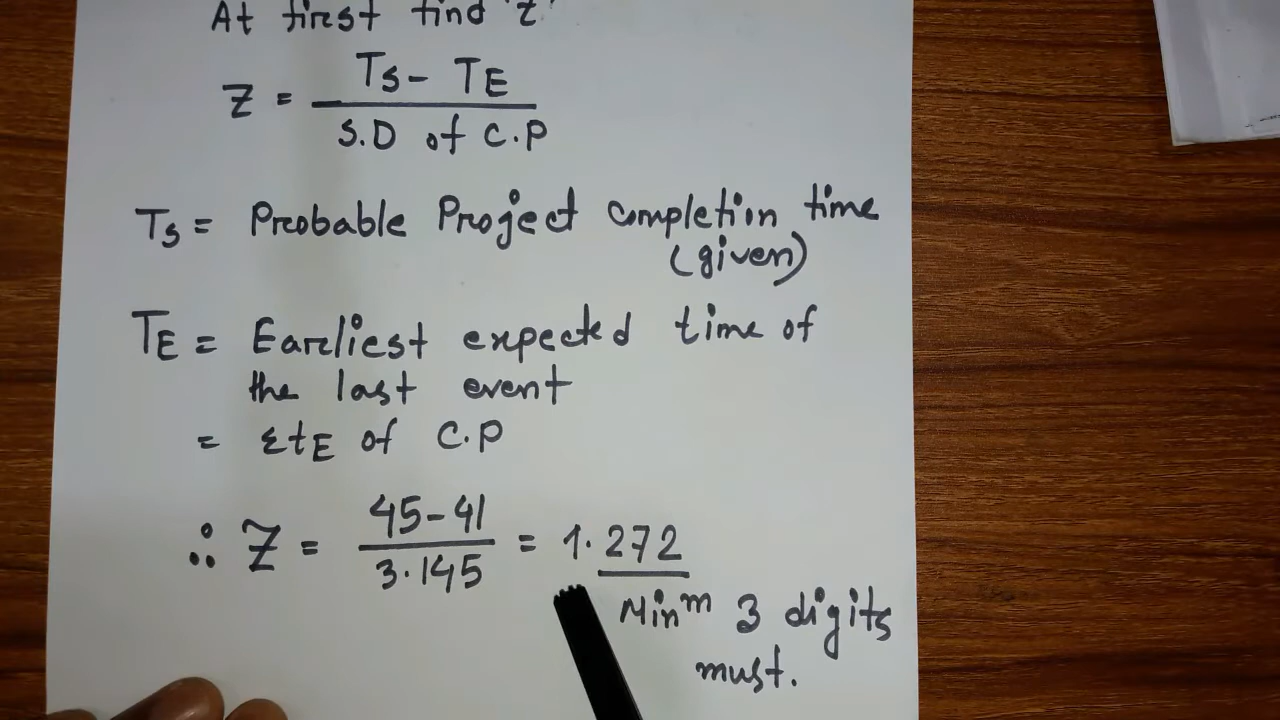 At first find 'z'
Z = (Ts - TE) / (S.D of C.P)
Ts = Probable Project completion time
(given)
TE = Earliest expected time of
the last event
= ΣtE of C.P
∴ Z = (45-41) / 3.145 = 1.272
Minm 3 digits
must.